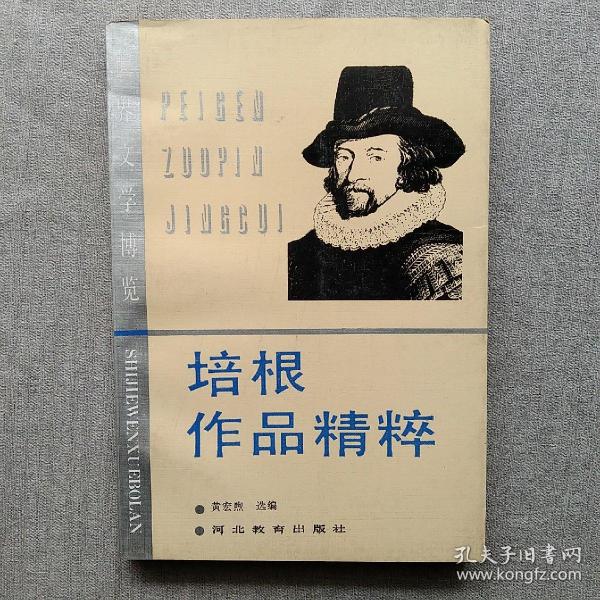 世界文学博览
SHIJIEWENXUEBOLAN
PEIGEN
ZUOPIN
JINGCUI
培根
作品精粹
黄宏煦 选编
河北教育出版社
孔夫子旧书网
www.kongfz.com